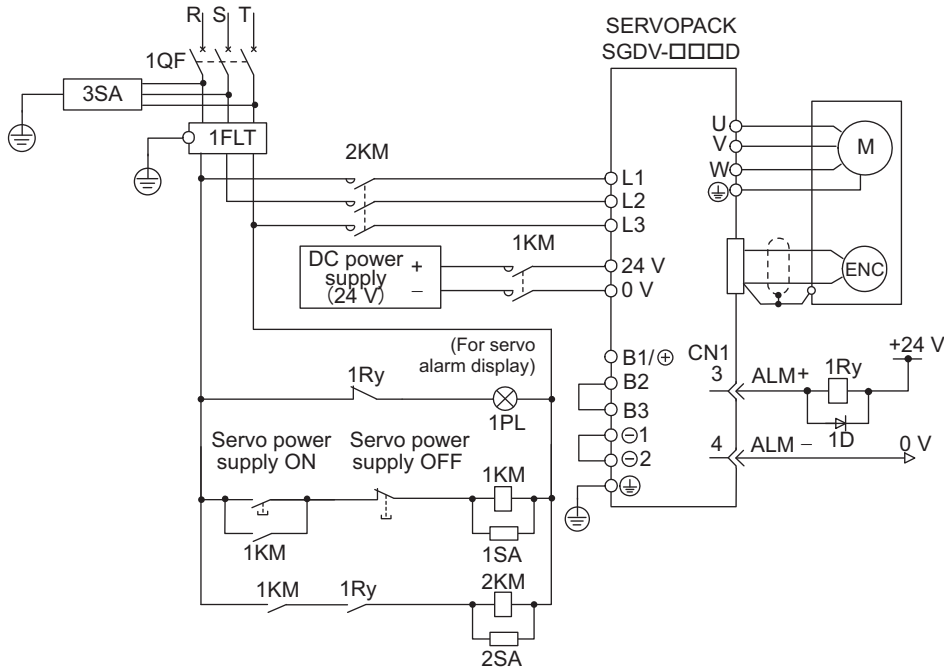 R S T
SERVOPACK
SGDV-□□□D
1QF
3SA
1FLT
2KM
U
V
W
M
L1
L2
L3
1KM
DC power
supply
(24 V)
+
−
24 V
0 V
ENC
(For servo
alarm display)
B1/⊕
CN1
+24 V
1Ry
1PL
B2
B3
3
ALM+
1Ry
1D
⊖1
⊖2
4
ALM −
0 V
Servo power
supply ON
Servo power
supply OFF
1KM
1KM
1SA
1KM
1Ry
2KM
2SA